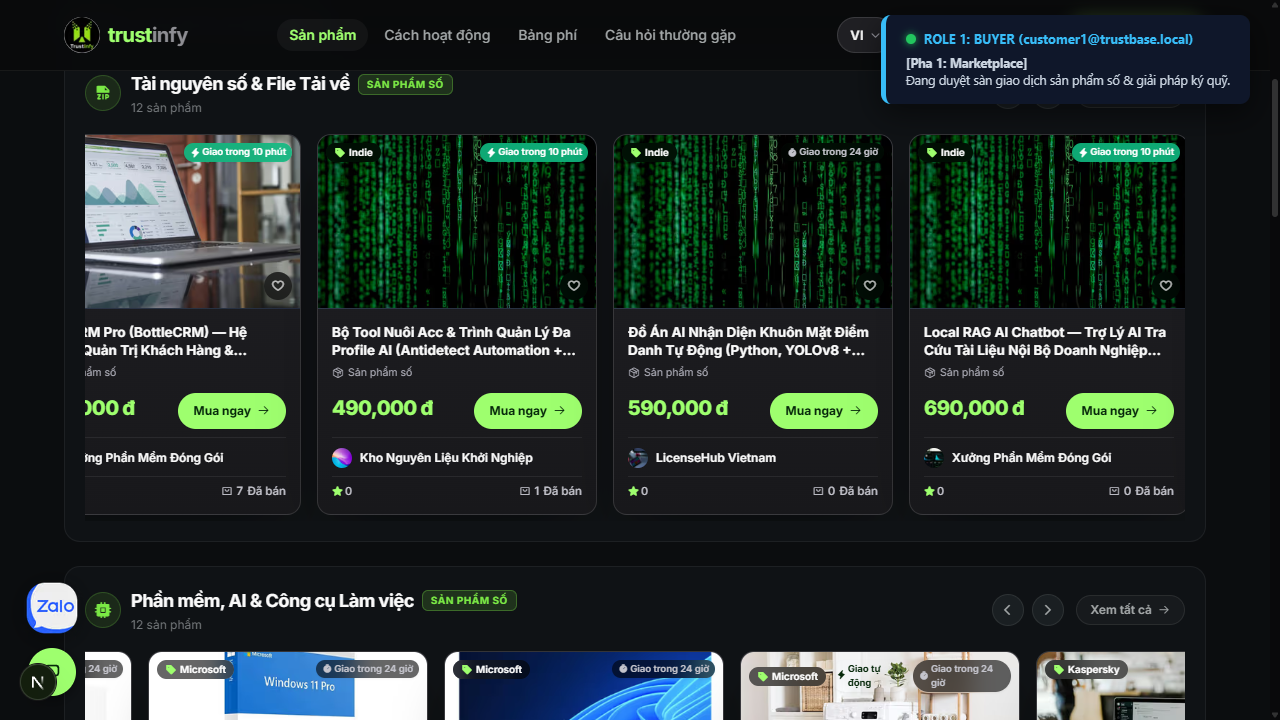 trustinfy
Sản phẩm
Cách hoạt động
Bảng phí
Câu hỏi thường gặp
VI
ROLE 1: BUYER (customer1@trustbase.local)
[Pha 1: Marketplace]
Đang duyệt sàn giao dịch sản phẩm số & giải pháp ký quỹ.
Tài nguyên số & File Tải về
SẢN PHẨM SỐ
12 sản phẩm
Giao trong 10 phút
Indie
Giao trong 10 phút
Indie
Giao trong 24 giờ
Indie
Giao trong 10 phút
RM Pro (BottleCRM) — Hệ
Quản Trị Khách Hàng &...
ẩm số
000 đ
Mua ngay
ng Phần Mềm Đóng Gói
7 Đã bán
Bộ Tool Nuôi Acc & Trình Quản Lý Đa
Profile AI (Antidetect Automation +...
Sản phẩm số
490,000 đ
Mua ngay
Kho Nguyên Liệu Khởi Nghiệp
0
1 Đã bán
Đồ Án AI Nhận Diện Khuôn Mặt Điểm
Danh Tự Động (Python, YOLOv8 +...
Sản phẩm số
590,000 đ
Mua ngay
LicenseHub Vietnam
0
0 Đã bán
Local RAG AI Chatbot — Trợ Lý AI Tra
Cứu Tài Liệu Nội Bộ Doanh Nghiệp...
Sản phẩm số
690,000 đ
Mua ngay
Xưởng Phần Mềm Đóng Gói
0
0 Đã bán
Phần mềm, AI & Công cụ Làm việc
SẢN PHẨM SỐ
12 sản phẩm
Xem tất cả
24 giờ
Microsoft
Giao trong 24 giờ
Windows 11 Pro
Microsoft
Giao trong 24 giờ
Microsoft
Giao tự
động
Giao trong 24
giờ
Kaspersky
Zalo
N